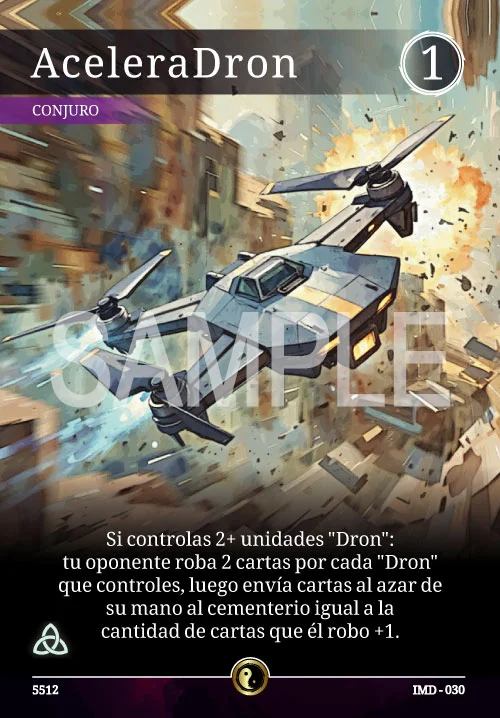 AceleraDron
1
CONJURO
SAMPLE
Si controlas 2+ unidades "Dron":
tu oponente roba 2 cartas por cada "Dron"
que controles, luego envía cartas al azar de
su mano al cementerio igual a la
cantidad de cartas que él robo +1.
5512
IMD - 030